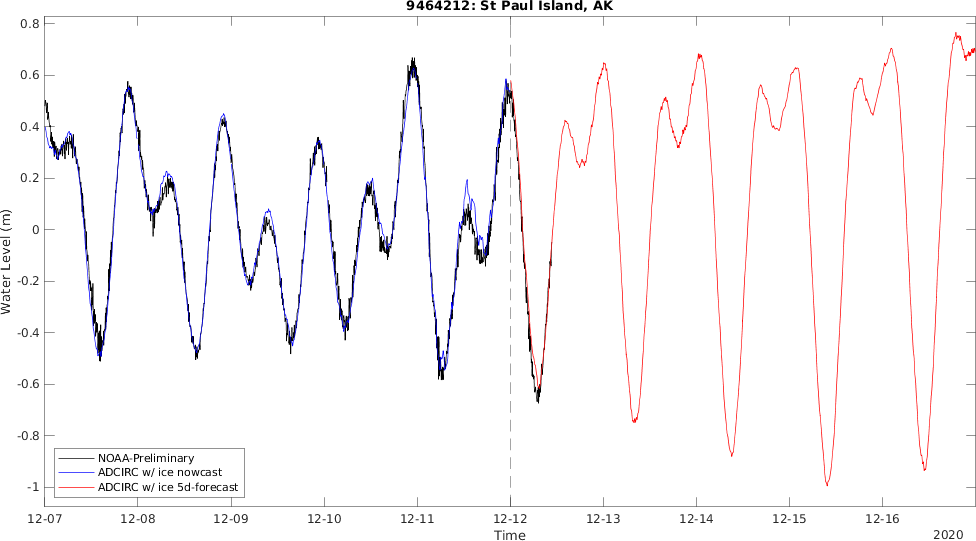 9464212: St Paul Island, AK
0.8
0.6
0.4
0.2
0
-0.2
-0.4
-0.6
-0.8
-1
Water Level (m)
NOAA-Preliminary
ADCIRC w/ ice nowcast
ADCIRC w/ ice 5d-forecast
12-07 12-08 12-09 12-10 12-11 12-12 12-13 12-14 12-15 12-16
Time
2020